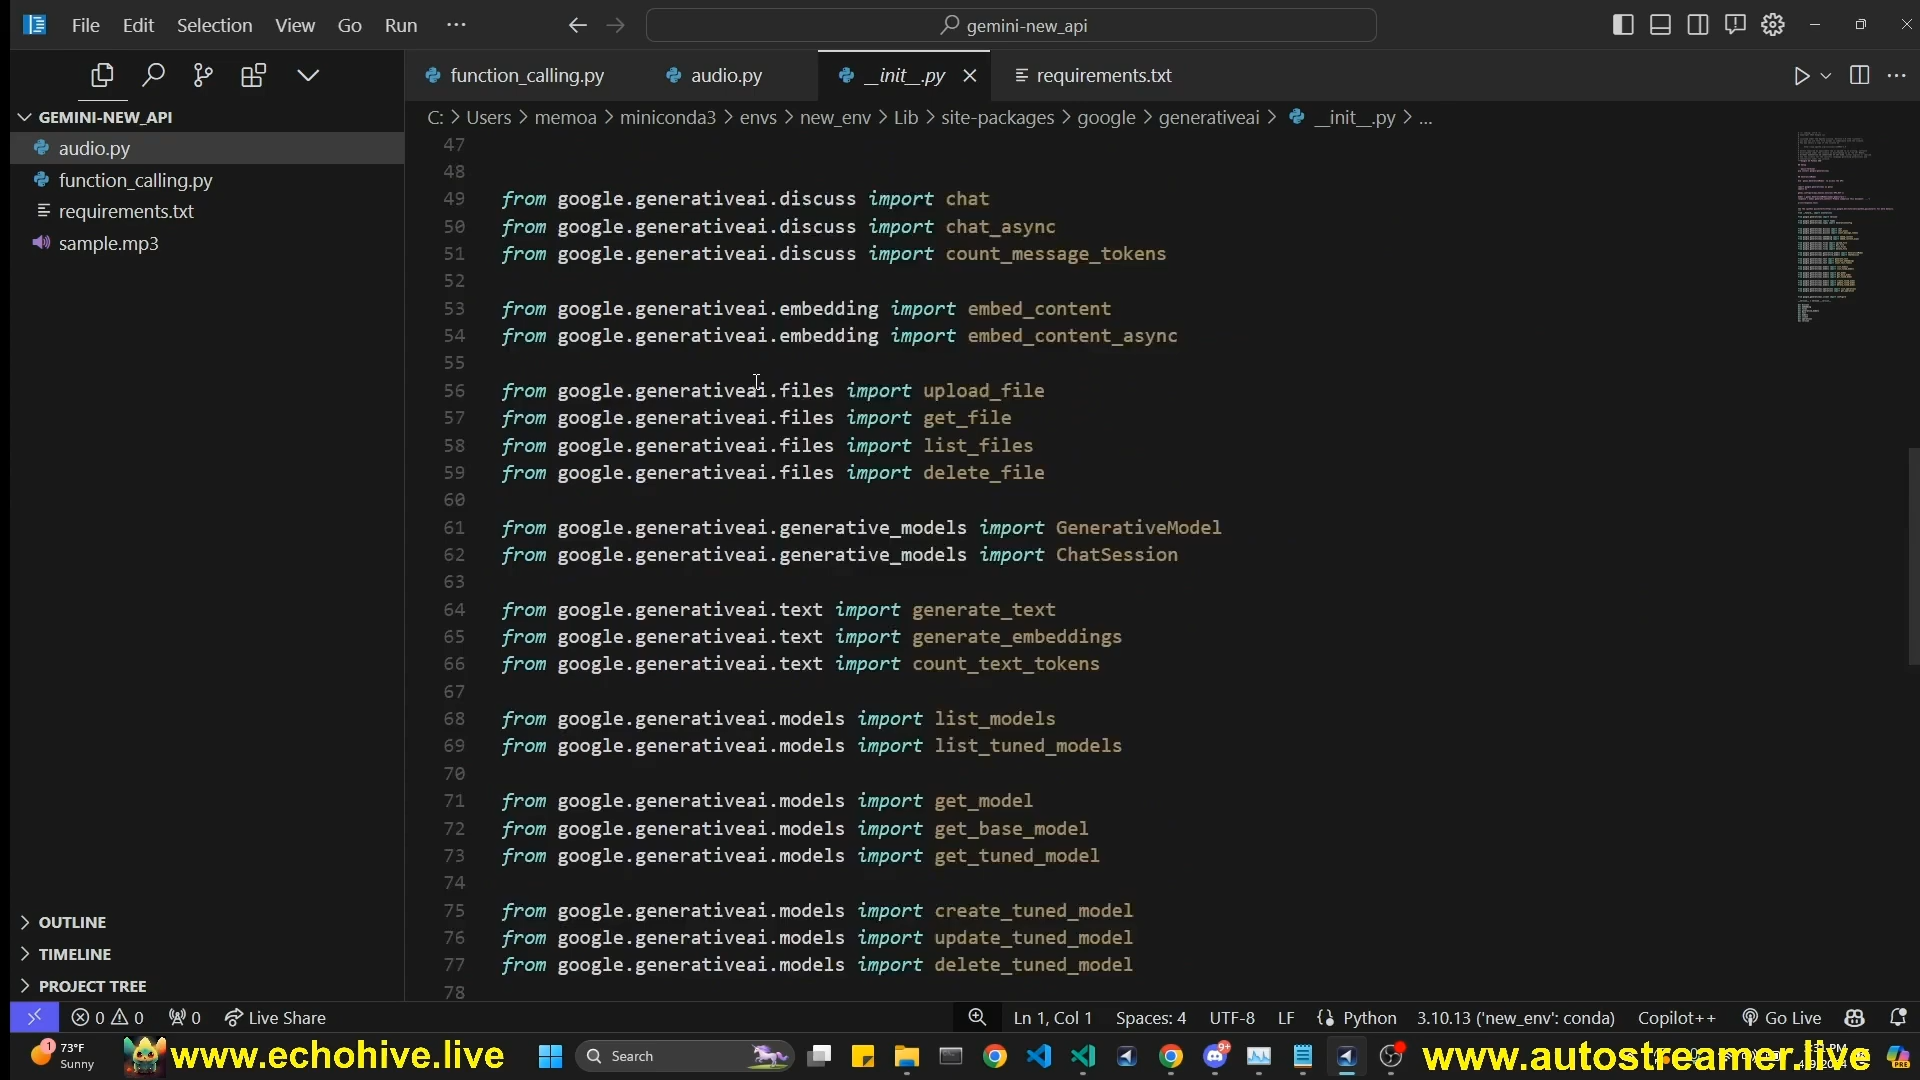 File Edit Selection View Go Run ···
gemini-new_api
function_calling.py
audio.py
__init__.py
requirements.txt
GEMINI-NEW_API
audio.py
function_calling.py
requirements.txt
sample.mp3
OUTLINE
TIMELINE
PROJECT TREE
C: > Users > memoa > miniconda3 > envs > new_env > Lib > site-packages > google > generativeai > __init__.py > ...
47
48
49 from google.generativeai.discuss import chat
50 from google.generativeai.discuss import chat_async
51 from google.generativeai.discuss import count_message_tokens
52
53 from google.generativeai.embedding import embed_content
54 from google.generativeai.embedding import embed_content_async
55
56 from google.generativeai.files import upload_file
57 from google.generativeai.files import get_file
58 from google.generativeai.files import list_files
59 from google.generativeai.files import delete_file
60
61 from google.generativeai.generative_models import GenerativeModel
62 from google.generativeai.generative_models import ChatSession
63
64 from google.generativeai.text import generate_text
65 from google.generativeai.text import generate_embeddings
66 from google.generativeai.text import count_text_tokens
67
68 from google.generativeai.models import list_models
69 from google.generativeai.models import list_tuned_models
70
71 from google.generativeai.models import get_model
72 from google.generativeai.models import get_base_model
73 from google.generativeai.models import get_tuned_model
74
75 from google.generativeai.models import create_tuned_model
76 from google.generativeai.models import update_tuned_model
77 from google.generativeai.models import delete_tuned_model
78
0 0 0 Live Share
Ln 1, Col 1 Spaces: 4 UTF-8 LF Python 3.10.13 ('new_env': conda) Copilot++ Go Live
1
73°F
Sunny
www.echohive.live
Search
9+
www.autostreamer.live
PRE